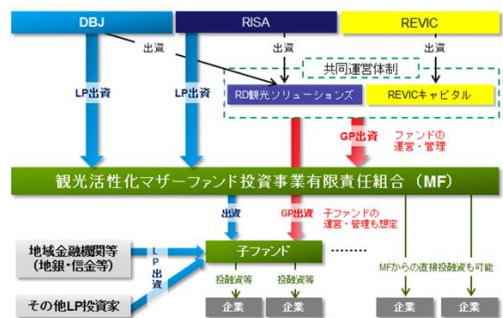 DBJ
RISA
REVIC
出資
出資
出資
共同運営体制
RD観光ソリューションズ
REVICキャピタル
LP出資
LP出資
GP出資
ファンドの
運営・管理
観光活性化マザーファンド投資事業有限責任組合（MF）
出資
GP出資
子ファンドの
運営・管理も想定
地域金融機関等
（地銀・信金等）
LP出資
子ファンド
投融資等
投融資等
MFからの直接投融資も可能
その他LP投資家
企業
企業
企業
企業